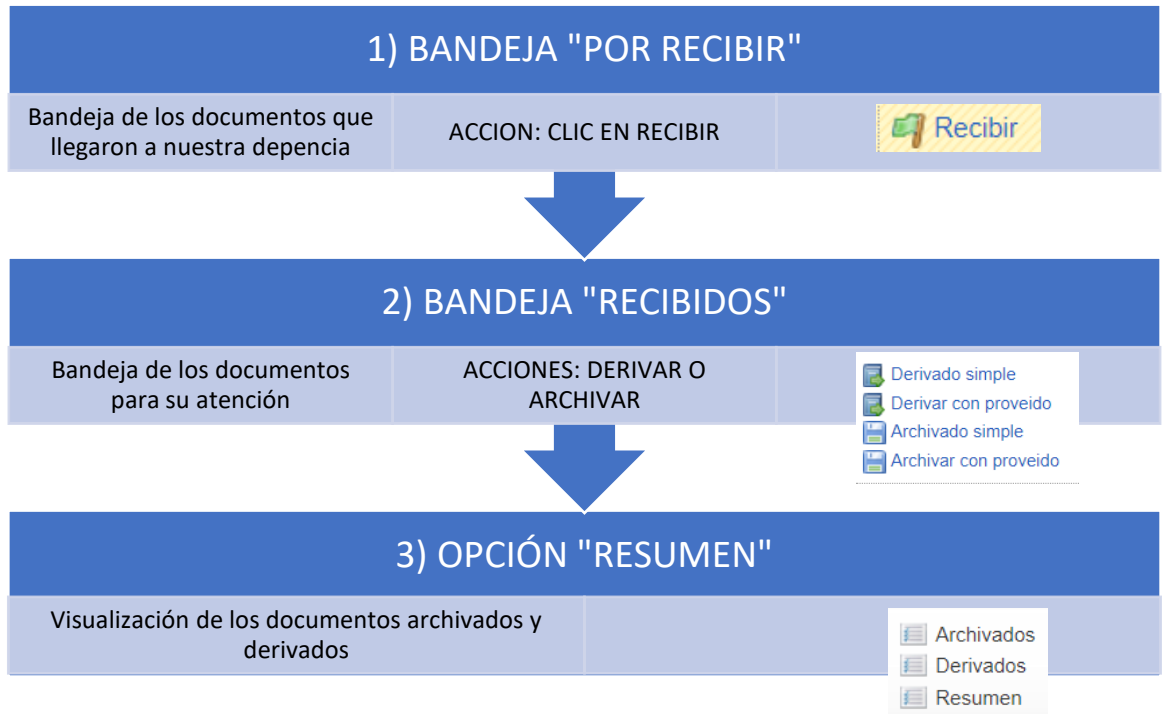 1) BANDEJA "POR RECIBIR"
Bandeja de los documentos que
llegaron a nuestra depencia
ACCION: CLIC EN RECIBIR
Recibir
2) BANDEJA "RECIBIDOS"
Bandeja de los documentos
para su atención
ACCIONES: DERIVAR O
ARCHIVAR
Derivado simple
Derivar con proveido
Archivado simple
Archivar con proveido
3) OPCIÓN "RESUMEN"
Visualización de los documentos archivados y
derivados
Archivados
Derivados
Resumen